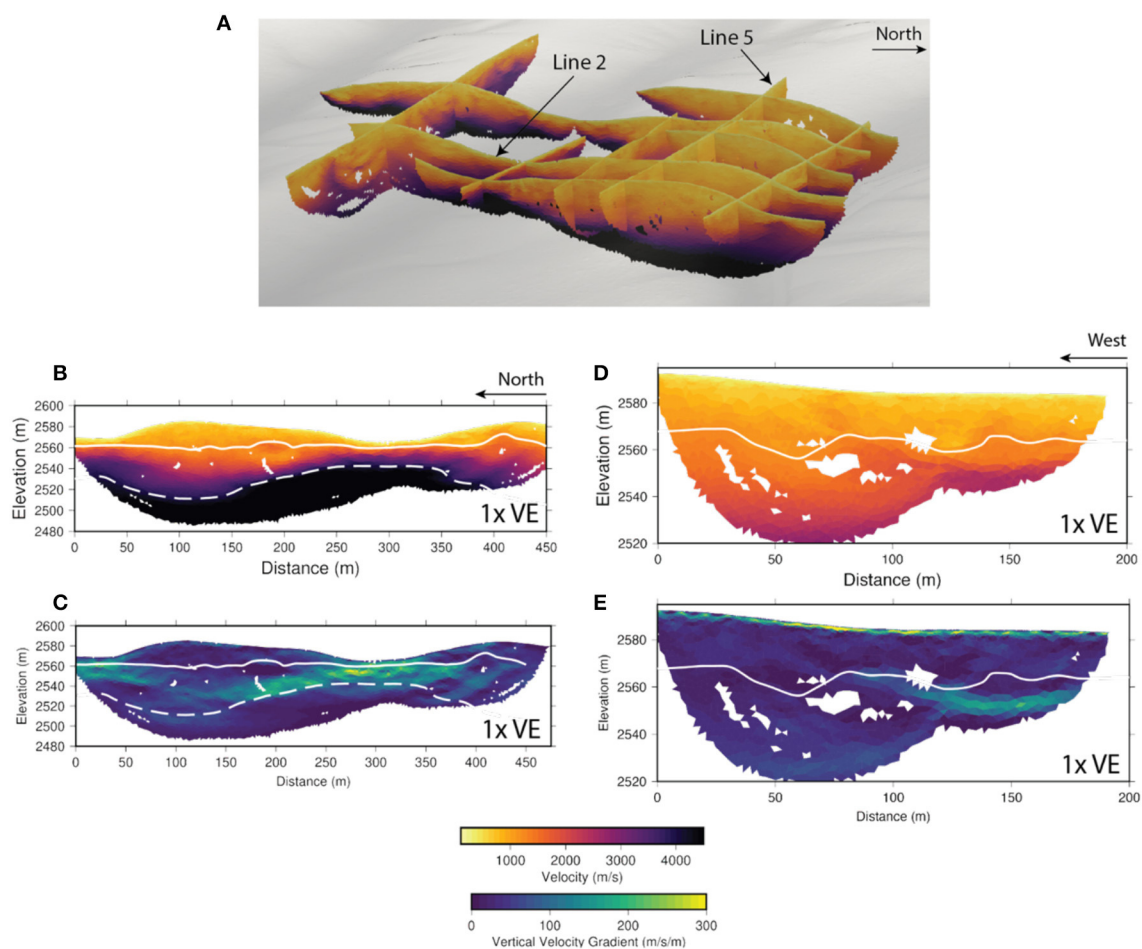 A
Line 2
Line 5
North
B
North
Elevation (m)
2600
2580
2560
2540
2520
2500
2480
1x VE
0 50 100 150 200 250 300 350 400 450
Distance (m)
C
Elevation (m)
2600
2580
2560
2540
2520
2500
2480
1x VE
0 50 100 150 200 250 300 350 400 450
Distance (m)
D
West
Elevation (m)
2580
2560
2540
2520
1x VE
0 50 100 150 200
Distance (m)
E
Elevation (m)
2580
2560
2540
2520
1x VE
0 50 100 150 200
Distance (m)
1000 2000 3000 4000
Velocity (m/s)
0 100 200 300
Vertical Velocity Gradient (m/s/m)